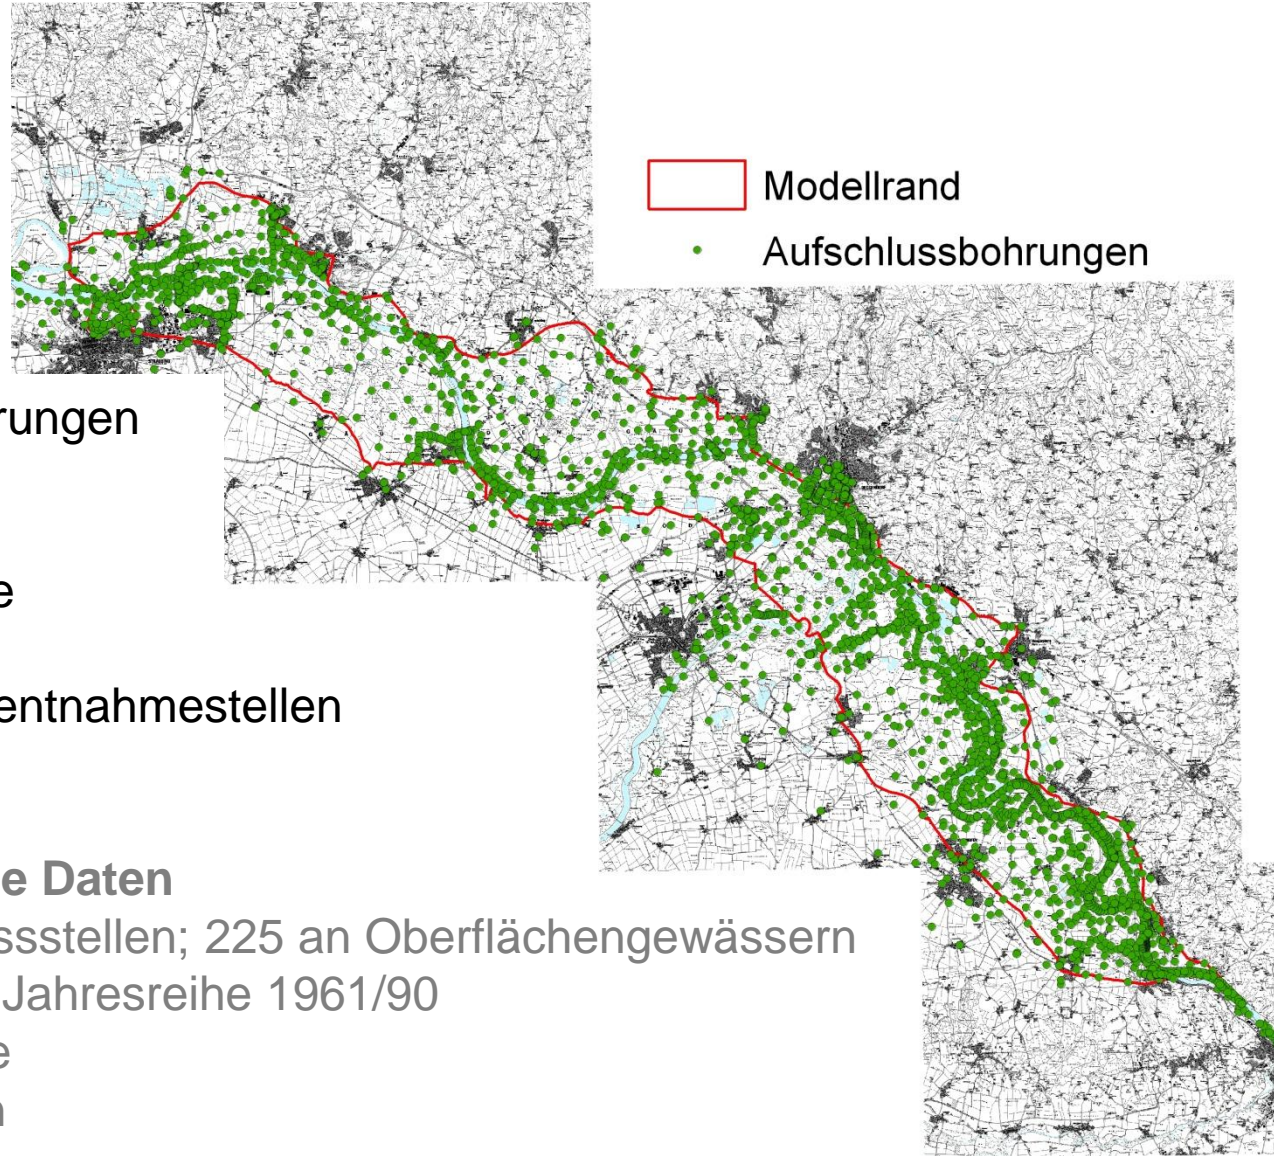 Modellrand
Aufschlussbohrungen
rungen
e
entnahmestellen
e Daten
ssstellen; 225 an Oberflächengewässern
Jahresreihe 1961/90
e
n